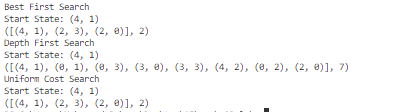 Best First Search
Start State: (4, 1)
([(4, 1), (2, 3), (2, 0)], 2)
Depth First Search
Start State: (4, 1)
([(4, 1), (0, 1), (0, 3), (3, 0), (3, 3), (4, 2), (0, 2), (2, 0)], 7)
Uniform Cost Search
Start State: (4, 1)
([(4, 1), (2, 3), (2, 0)], 2)